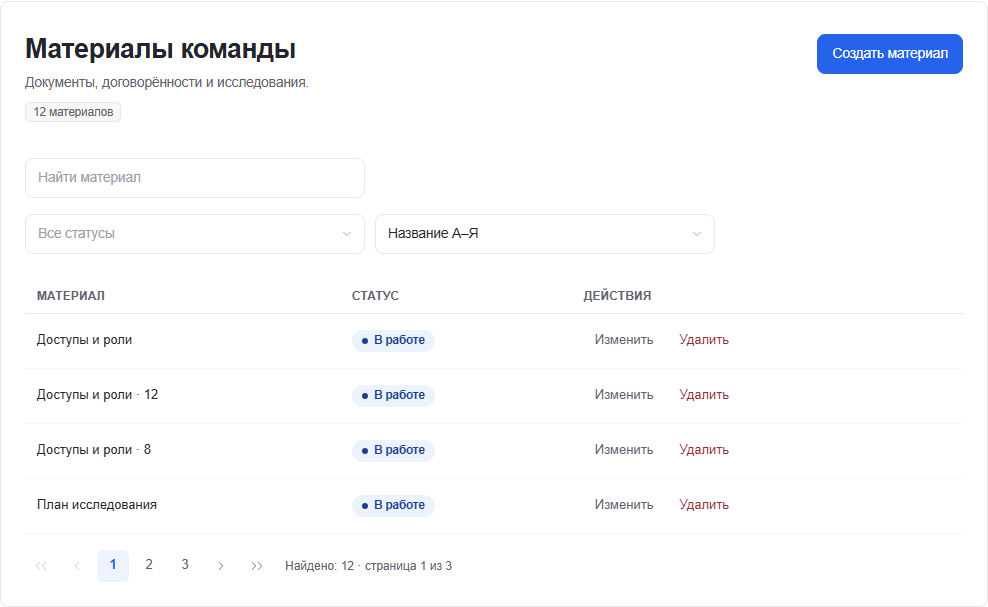 Материалы команды
Создать материал
Документы, договорённости и исследования.
12 материалов
Найти материал
Все статусы
Название А–Я
МАТЕРИАЛ СТАТУС ДЕЙСТВИЯ
Доступы и роли В работе Изменить Удалить
Доступы и роли · 12 В работе Изменить Удалить
Доступы и роли · 8 В работе Изменить Удалить
План исследования В работе Изменить Удалить
<< < 1 2 3 > >> Найдено: 12 · страница 1 из 3